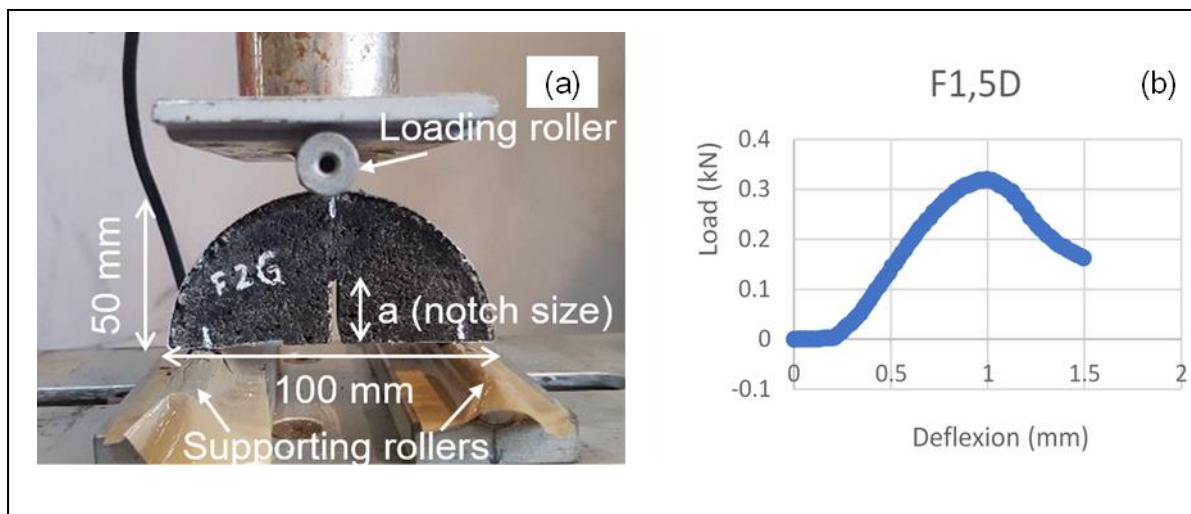 (a)
Loading roller
50 mm
F2G
a (notch size)
100 mm
Supporting rollers
F1,5D
(b)
Load (kN)
0.4
0.3
0.2
0.1
0
-0.1
0
0.5
1
1.5
2
Deflexion (mm)